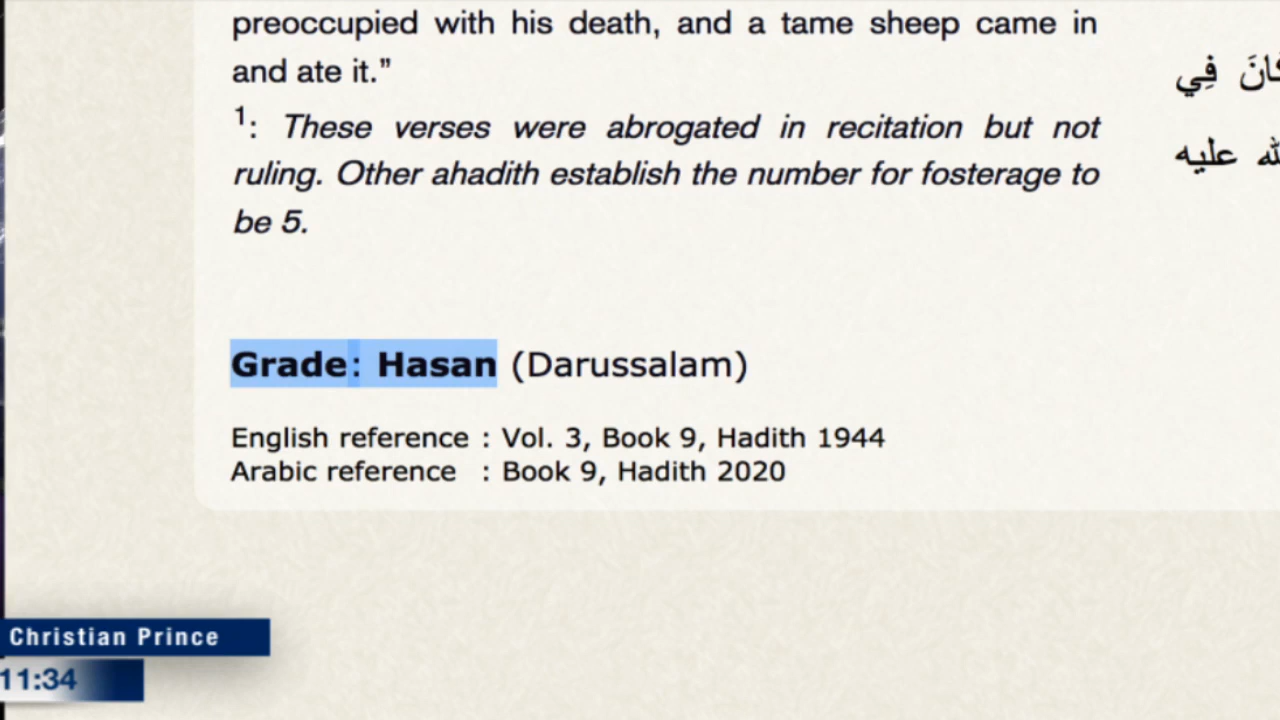 preoccupied with his death, and a tame sheep came in
and ate it.”
1: These verses were abrogated in recitation but not
ruling. Other ahadith establish the number for fosterage to
be 5.
فِي
عليه
Grade: Hasan (Darussalam)
English reference : Vol. 3, Book 9, Hadith 1944
Arabic reference : Book 9, Hadith 2020
Christian Prince
11:34